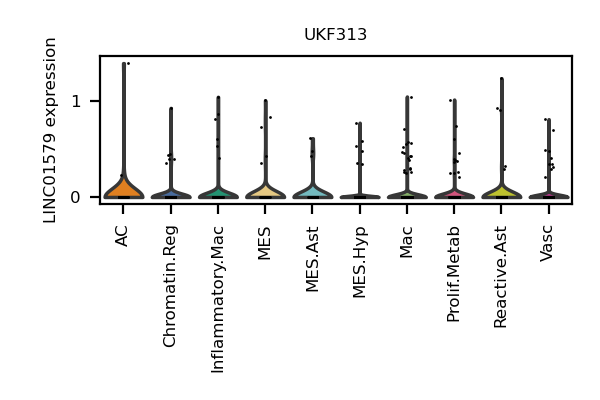 UKF313
LINC01579 expression
1
0
AC
Chromatin.Reg
Inflammatory.Mac
MES
MES.Ast
MES.Hyp
Mac
Prolif.Metab
Reactive.Ast
Vasc